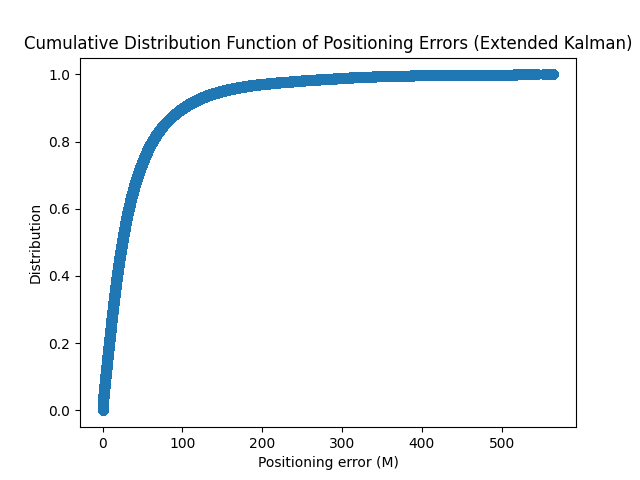 Cumulative Distribution Function of Positioning Errors (Extended Kalman)
1.0
0.8
0.6
0.4
0.2
0.0
Distribution
0 100 200 300 400 500
Positioning error (M)